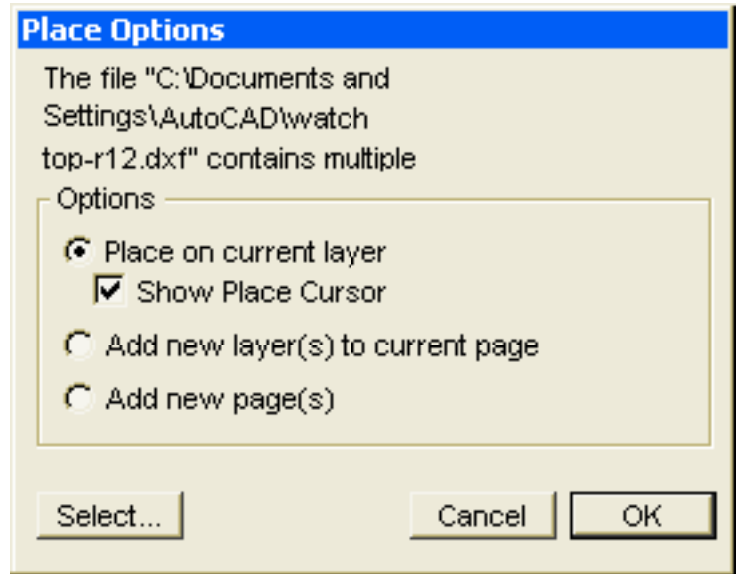 Place Options
The file "C:\Documents and
Settings\AutoCAD\watch
top-r12.dxf" contains multiple
Options
Place on current layer
Show Place Cursor
Add new layer(s) to current page
Add new page(s)
Select...
Cancel
OK